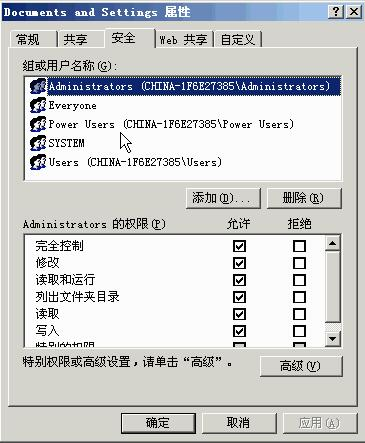 Documents and Settings 属性
常规 共享 安全 Web 共享 自定义
组或用户名称(G):
Administrators (CHINA-1F6E27385\Administrators)
Everyone
Power Users (CHINA-1F6E27385\Power Users)
SYSTEM
Users (CHINA-1F6E27385\Users)
添加(D)... 删除(R)
Administrators 的权限(P) 允许 拒绝
完全控制
修改
读取和运行
列出文件夹目录
读取
写入
特别的权限
特别权限或高级设置，请单击“高级”。 高级(V)
确定 取消 应用(A)